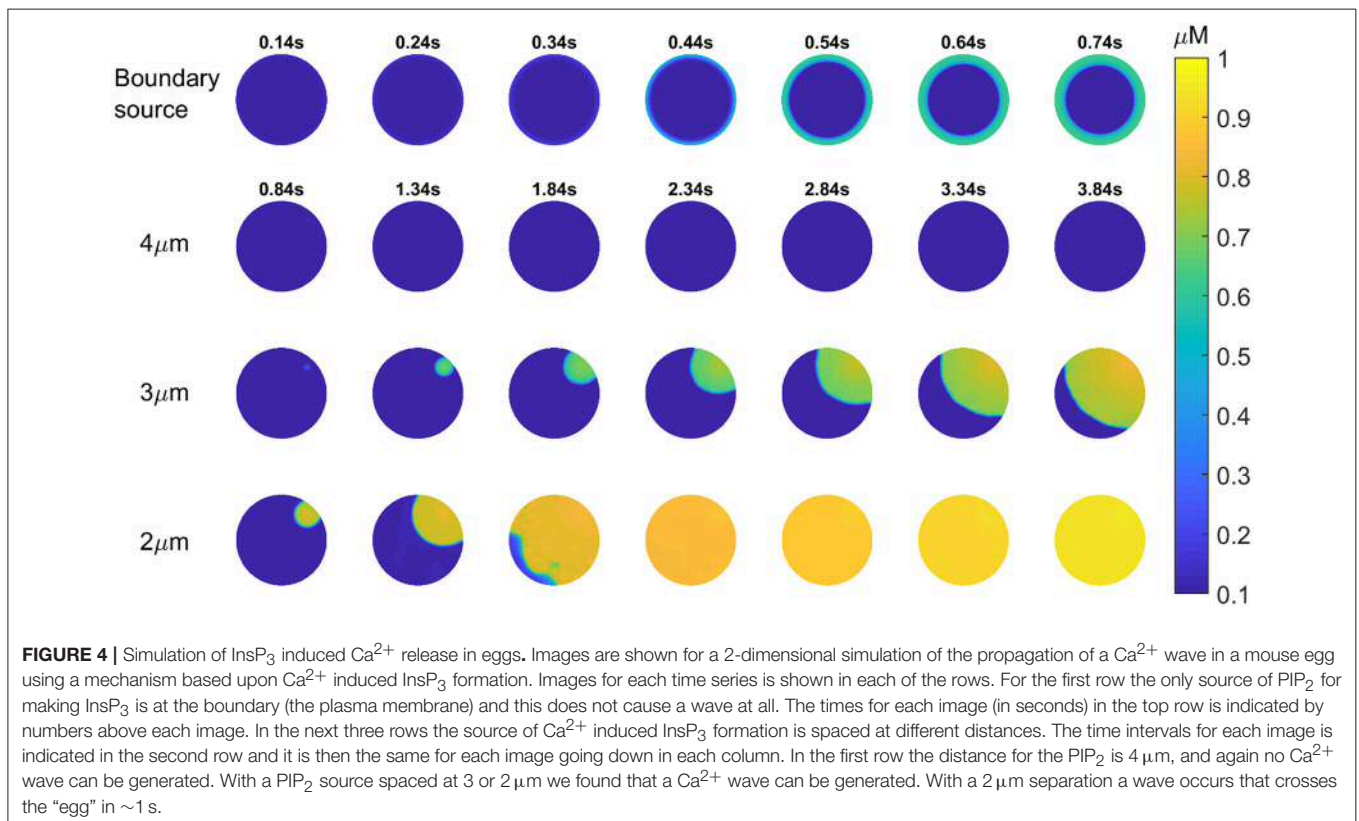 0.14s 0.24s 0.34s 0.44s 0.54s 0.64s 0.74s
μM
Boundary
source
0.84s 1.34s 1.84s 2.34s 2.84s 3.34s 3.84s
4μm
3μm
2μm
1
0.9
0.8
0.7
0.6
0.5
0.4
0.3
0.2
0.1
FIGURE 4 | Simulation of InsP3 induced Ca2+ release in eggs. Images are shown for a 2-dimensional simulation of the propagation of a Ca2+ wave in a mouse egg
using a mechanism based upon Ca2+ induced InsP3 formation. Images for each time series is shown in each of the rows. For the first row the only source of PIP2 for
making InsP3 is at the boundary (the plasma membrane) and this does not cause a wave at all. The times for each image (in seconds) in the top row is indicated by
numbers above each image. In the next three rows the source of Ca2+ induced InsP3 formation is spaced at different distances. The time intervals for each image is
indicated in the second row and it is then the same for each image going down in each column. In the first row the distance for the PIP2 is 4 μm, and again no Ca2+
wave can be generated. With a PIP2 source spaced at 3 or 2 μm we found that a Ca2+ wave can be generated. With a 2 μm separation a wave occurs that crosses
the "egg" in ∼1 s.